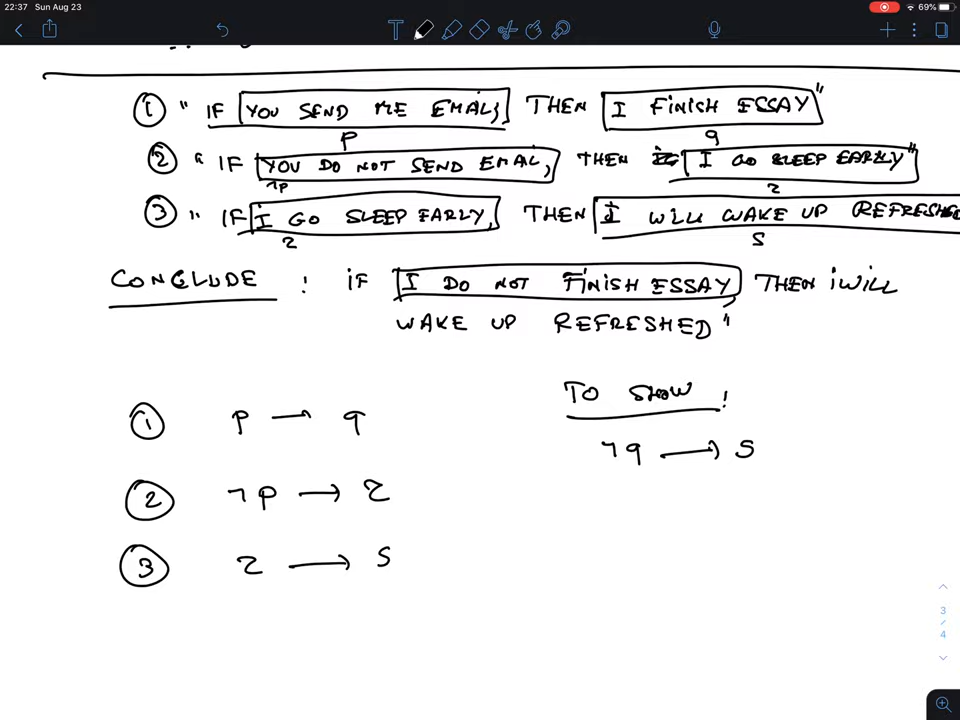 22:37 Sun Aug 23 69%
① "IF YOU SEND ME EMAIL, THEN I FINISH ESSAY"
p q
② "IF YOU DO NOT SEND EMAIL, THEN I GO SLEEP EARLY"
¬p r
③ "IF I GO SLEEP EARLY, THEN I WILL WAKE UP REFRESHED
r s
CONCLUDE : IF I DO NOT FINISH ESSAY, THEN I WILL
WAKE UP REFRESHED"
TO SHOW :
① p → q
¬q → s
② ¬p → r
③ r → s
3 / 4